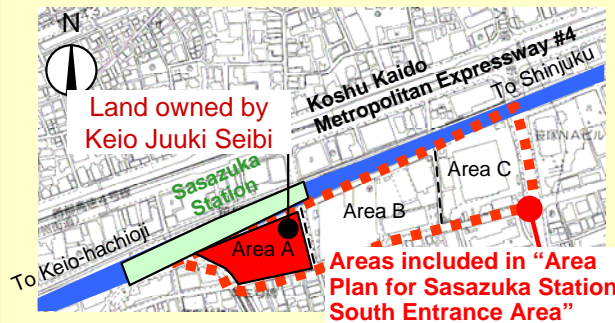 N
Koshu Kaido
Metropolitan Expressway #4
To Shinjuku
Land owned by
Keio Juuki Seibi
Sasazuka
Station
Area C
Area B
Area A
To Keio-hachioji
Areas included in “Area
Plan for Sasazuka Station
South Entrance Area”